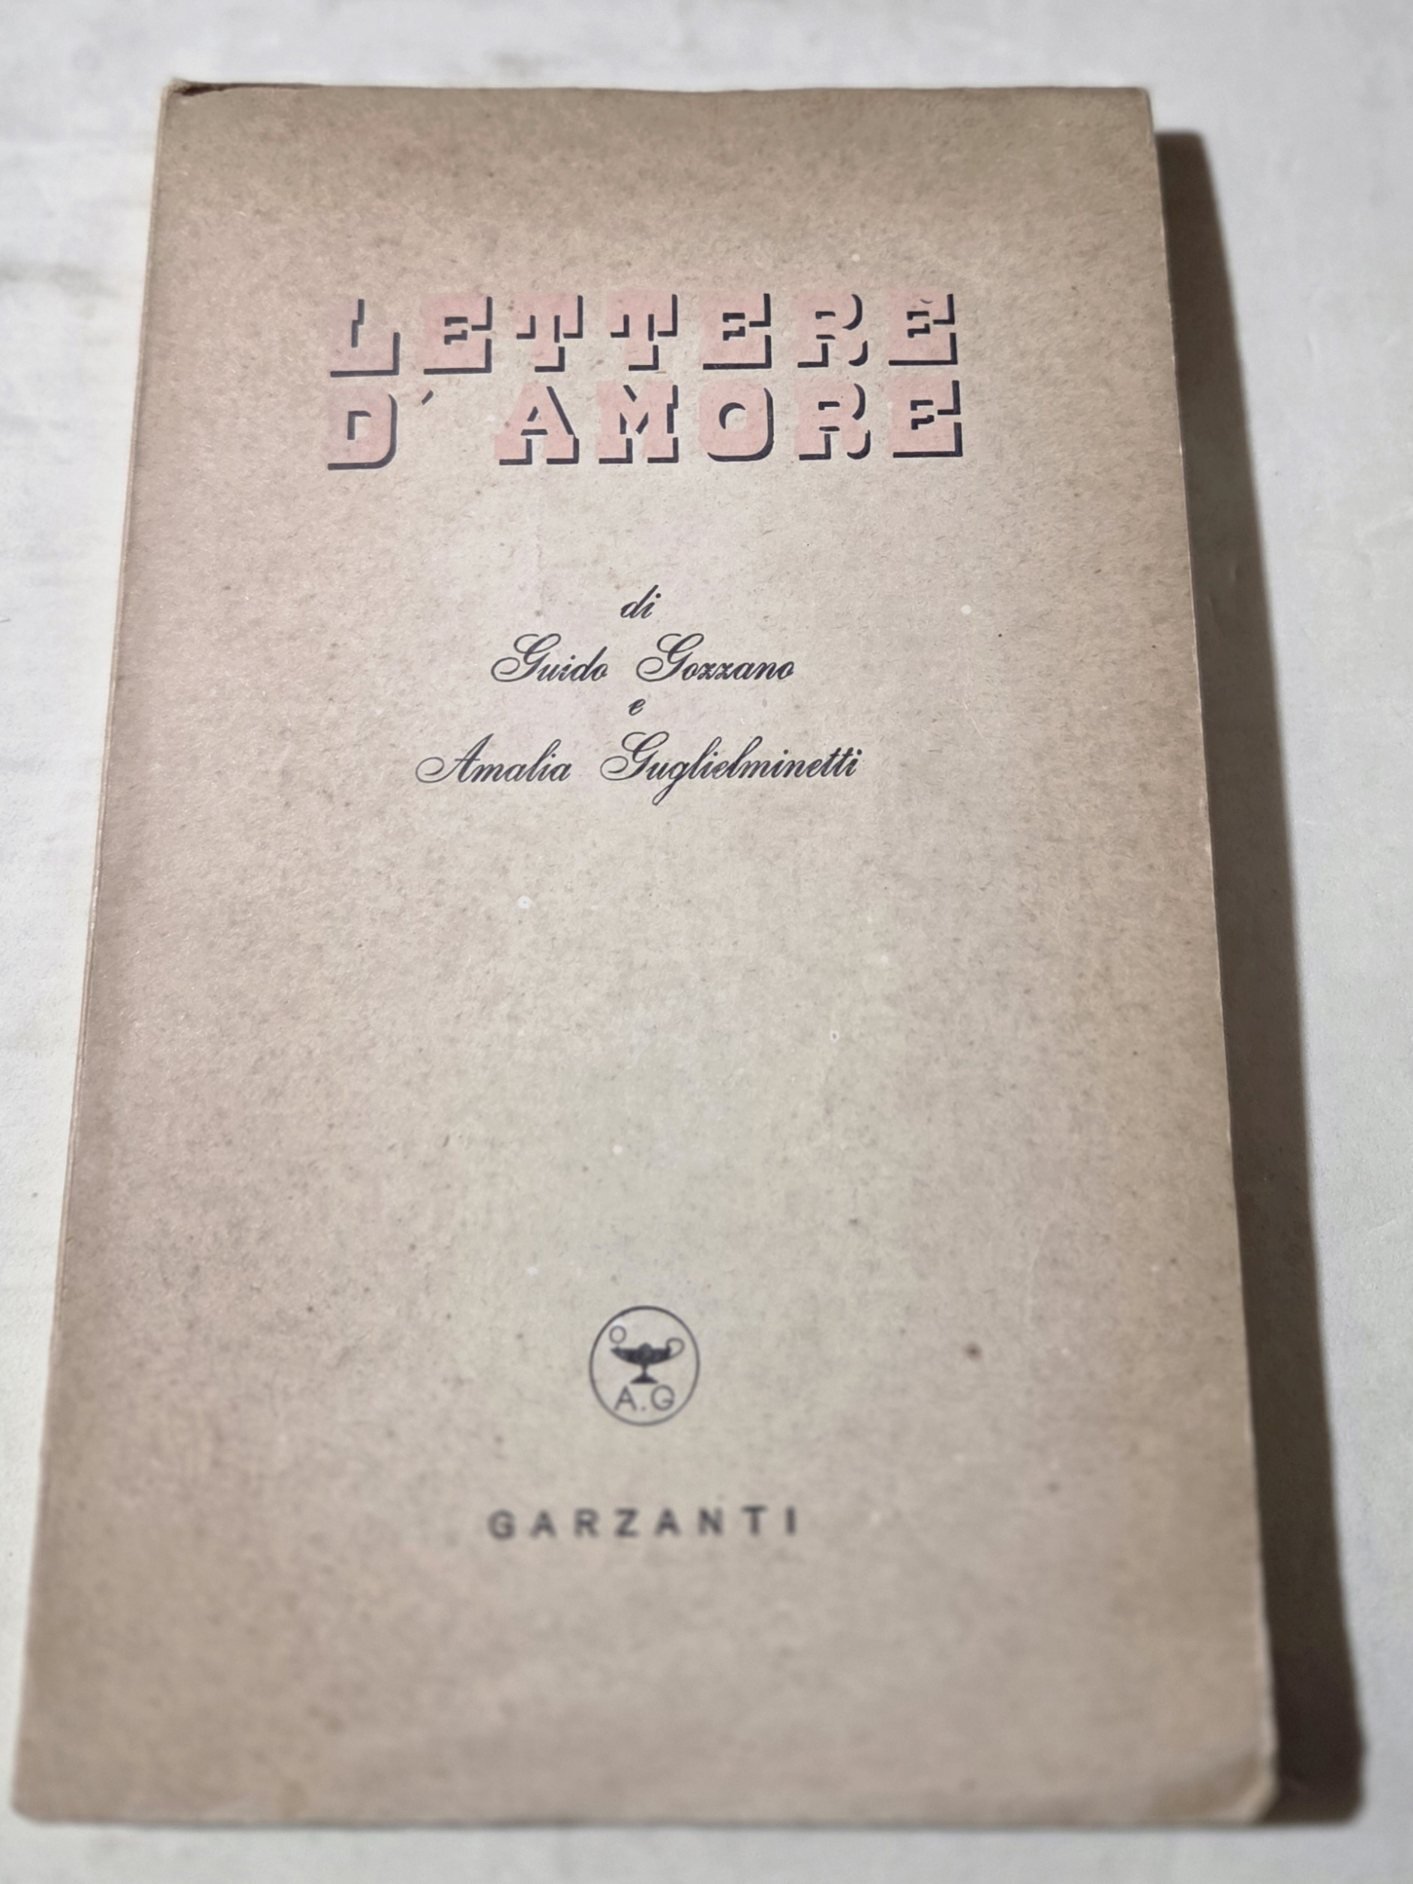 LETTERE
D'AMORE
di
Guido Gozzano
e
Amalia Guglielminetti
A.G
GARZANTI